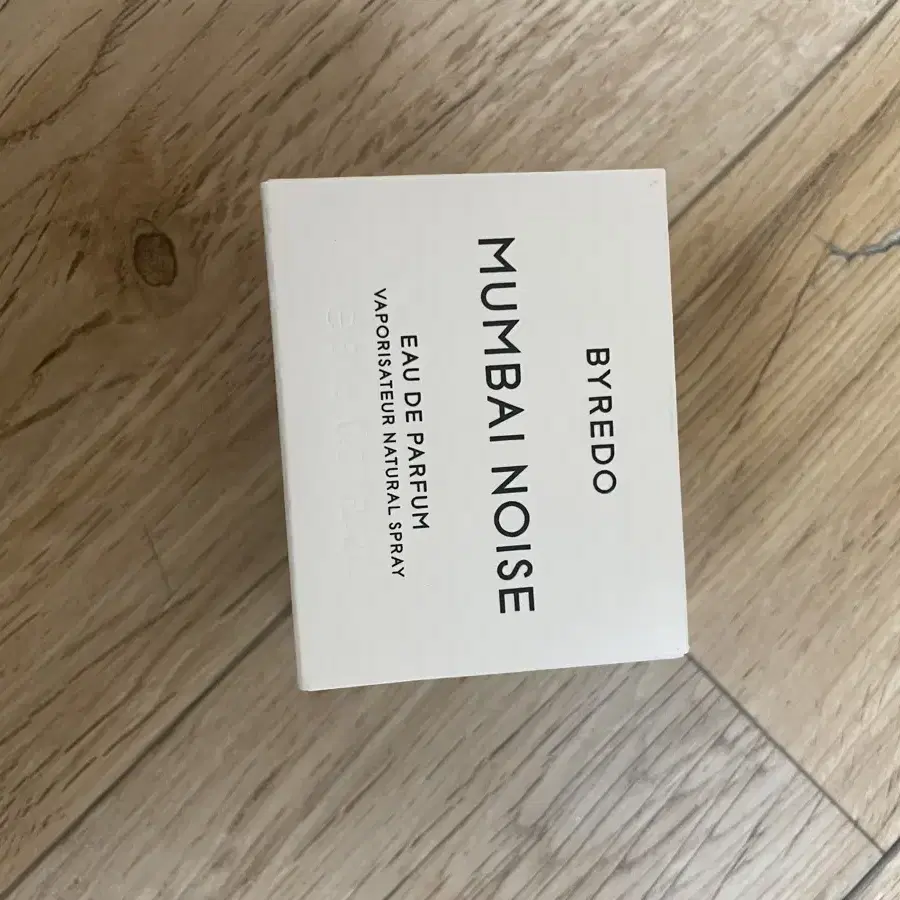 BYREDO
MUMBAI NOISE
EAU DE PARFUM
VAPORISATEUR NATURAL SPRAY